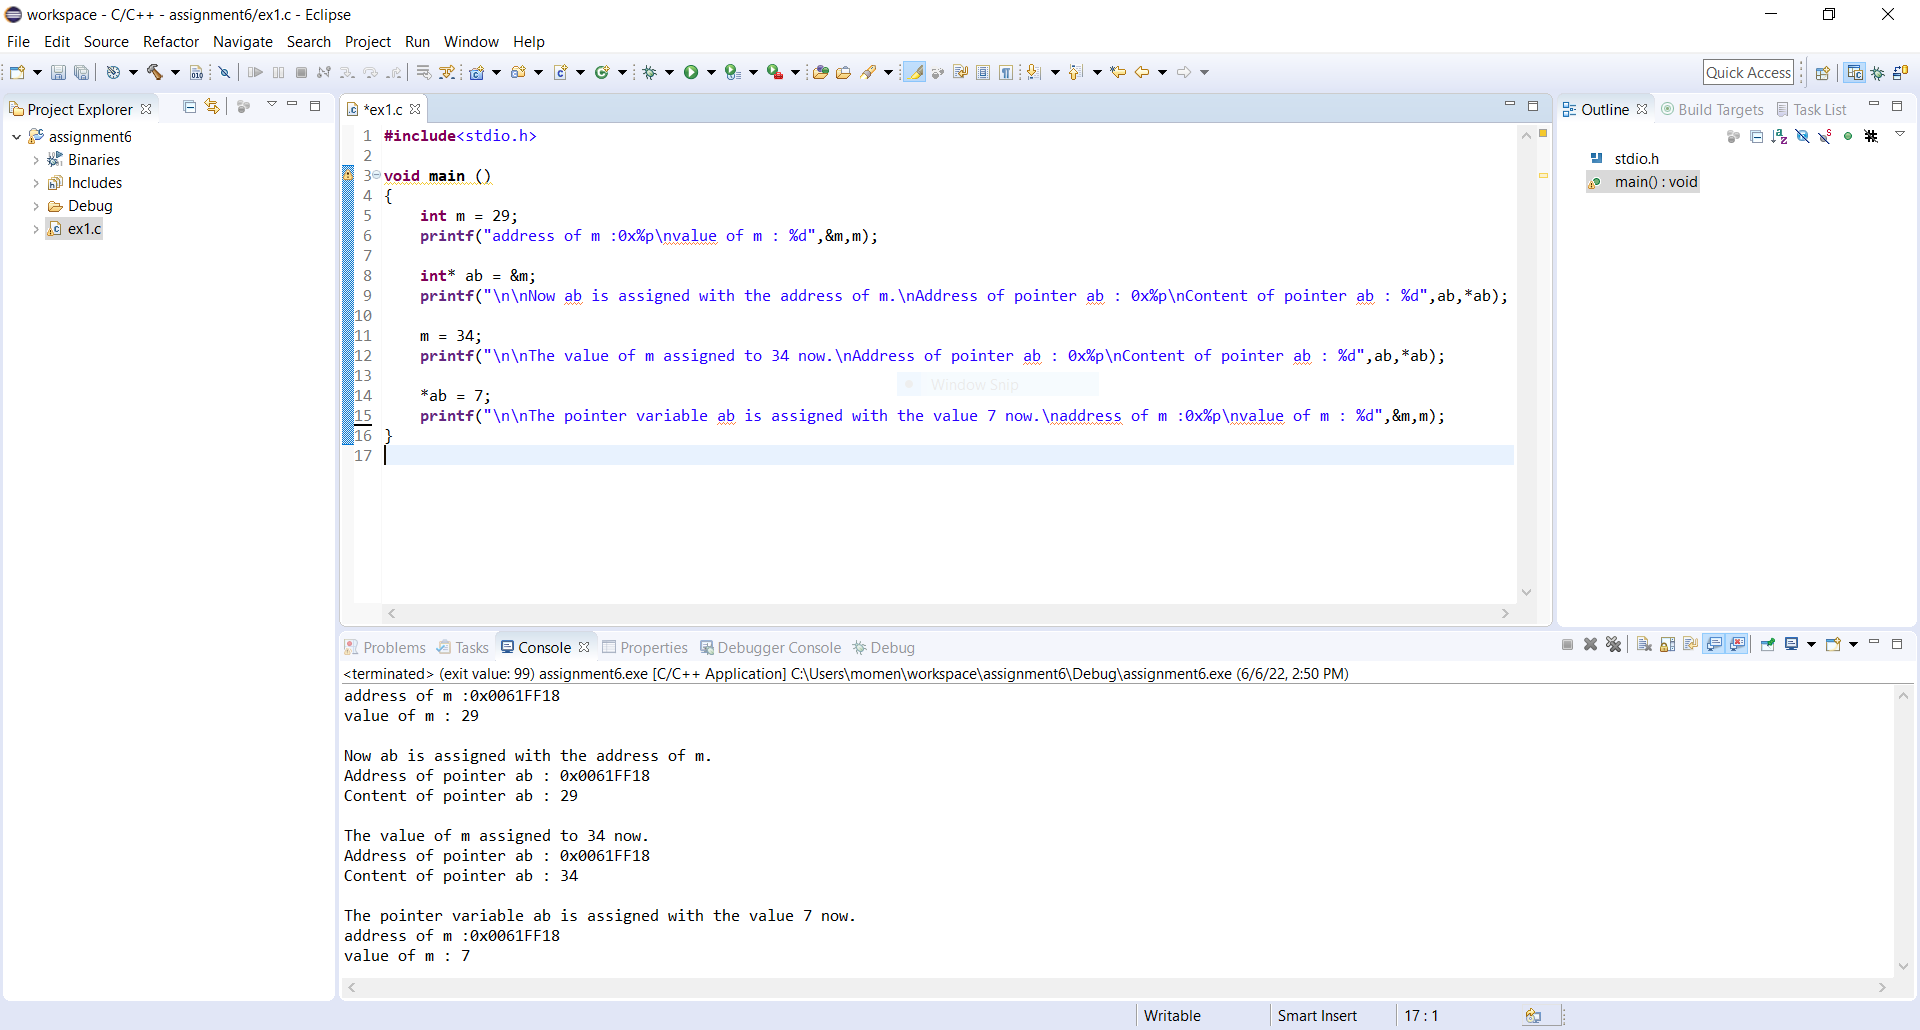 workspace - C/C++ - assignment6/ex1.c - Eclipse
File Edit Source Refactor Navigate Search Project Run Window Help
Quick Access
Project Explorer
assignment6
Binaries
Includes
Debug
ex1.c
*ex1.c
1 #include<stdio.h>
2
3 void main ()
4 {
5 int m = 29;
6 printf("address of m :0x%p\nvalue of m : %d",&m,m);
7
8 int* ab = &m;
9 printf("\n\nNow ab is assigned with the address of m.\nAddress of pointer ab : 0x%p\nContent of pointer ab : %d",ab,*ab);
10
11 m = 34;
12 printf("\n\nThe value of m assigned to 34 now.\nAddress of pointer ab : 0x%p\nContent of pointer ab : %d",ab,*ab);
13
Window Snip
14 *ab = 7;
15 printf("\n\nThe pointer variable ab is assigned with the value 7 now.\naddress of m :0x%p\nvalue of m : %d",&m,m);
16 }
17
Outline Build Targets Task List
stdio.h
main() : void
Problems Tasks Console Properties Debugger Console Debug
<terminated> (exit value: 99) assignment6.exe [C/C++ Application] C:\Users\momen\workspace\assignment6\Debug\assignment6.exe (6/6/22, 2:50 PM)
address of m :0x0061FF18
value of m : 29

Now ab is assigned with the address of m.
Address of pointer ab : 0x0061FF18
Content of pointer ab : 29

The value of m assigned to 34 now.
Address of pointer ab : 0x0061FF18
Content of pointer ab : 34

The pointer variable ab is assigned with the value 7 now.
address of m :0x0061FF18
value of m : 7
Writable Smart Insert 17 : 1